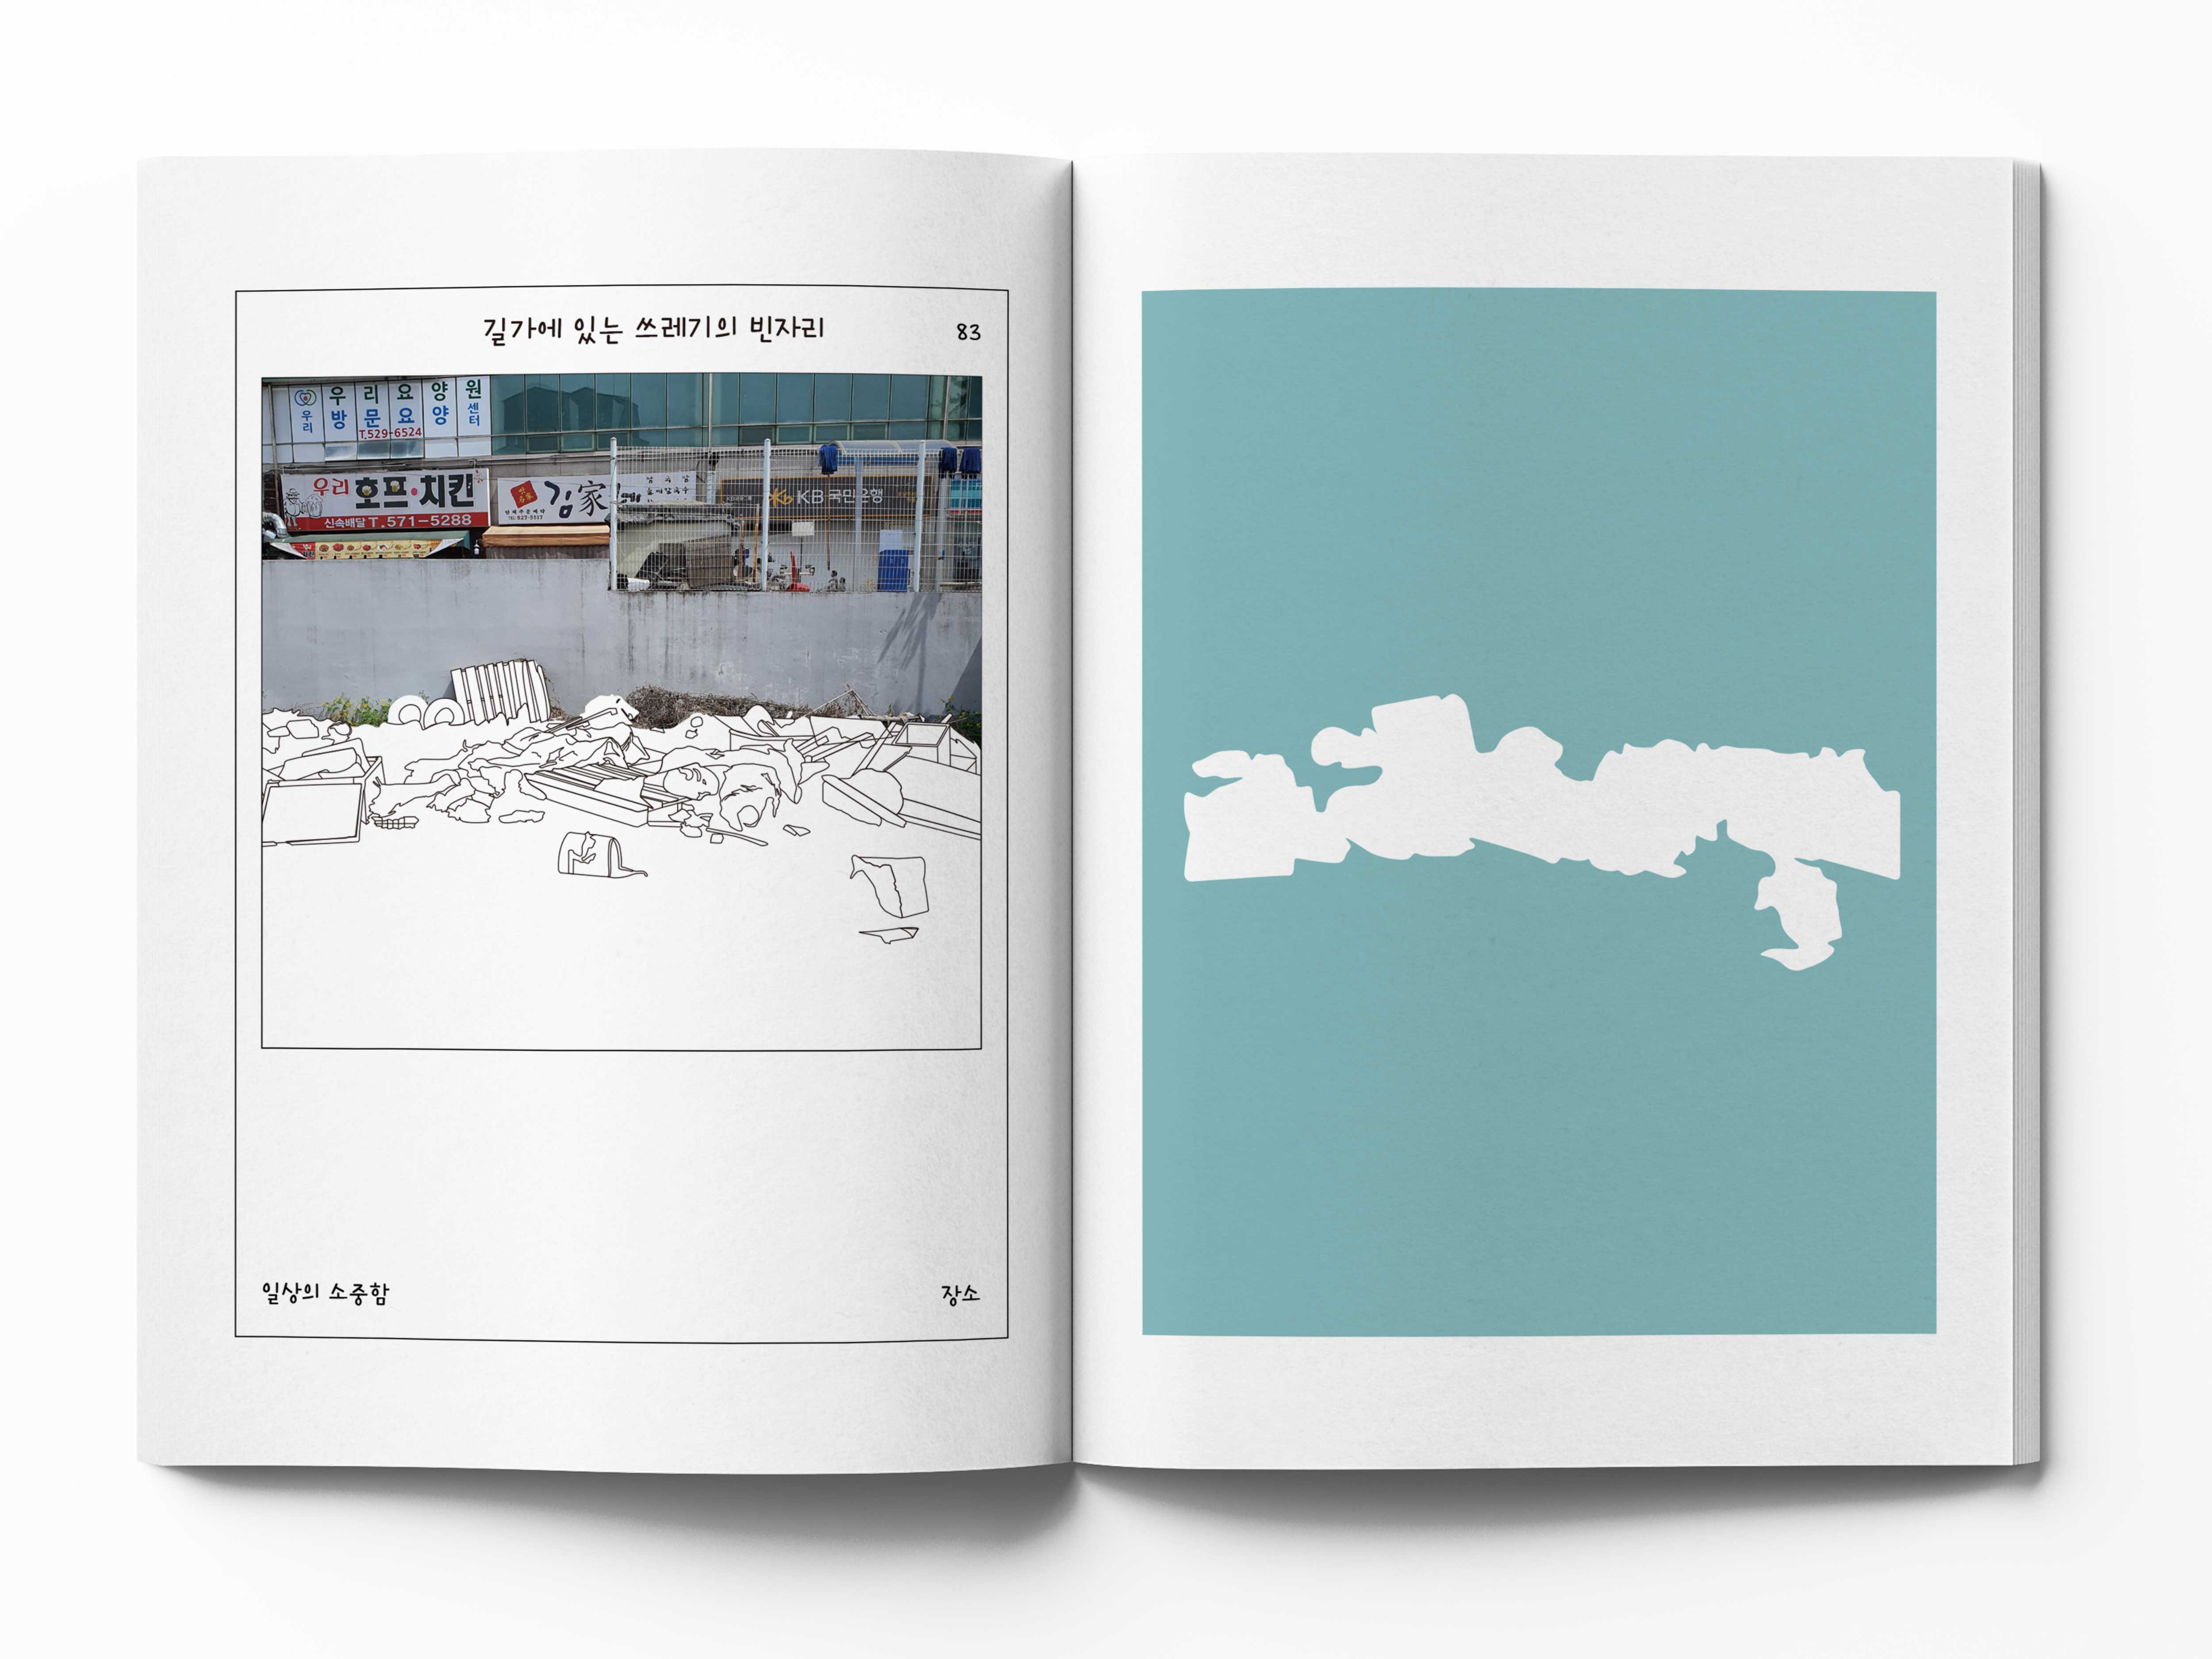 길가에 있는 쓰레기의 빈자리
83
우리요양원
우리 방문요양 센터
T.529-6524
우리 호프·치킨
신속배달 T.571-5288
김家네
KB 국민은행
일상의 소중함
장소